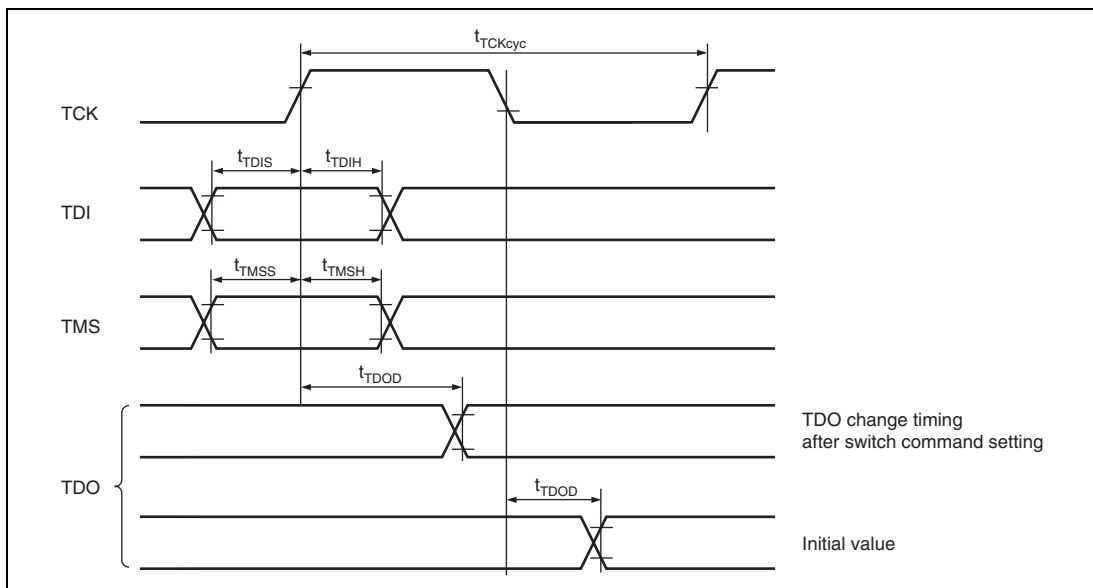 tTCKcyc
TCK
tTDIS
tTDIH
TDI
tTMSS
tTMSH
TMS
tTDOD
TDO change timing
after switch command setting
TDO
tTDOD
Initial value